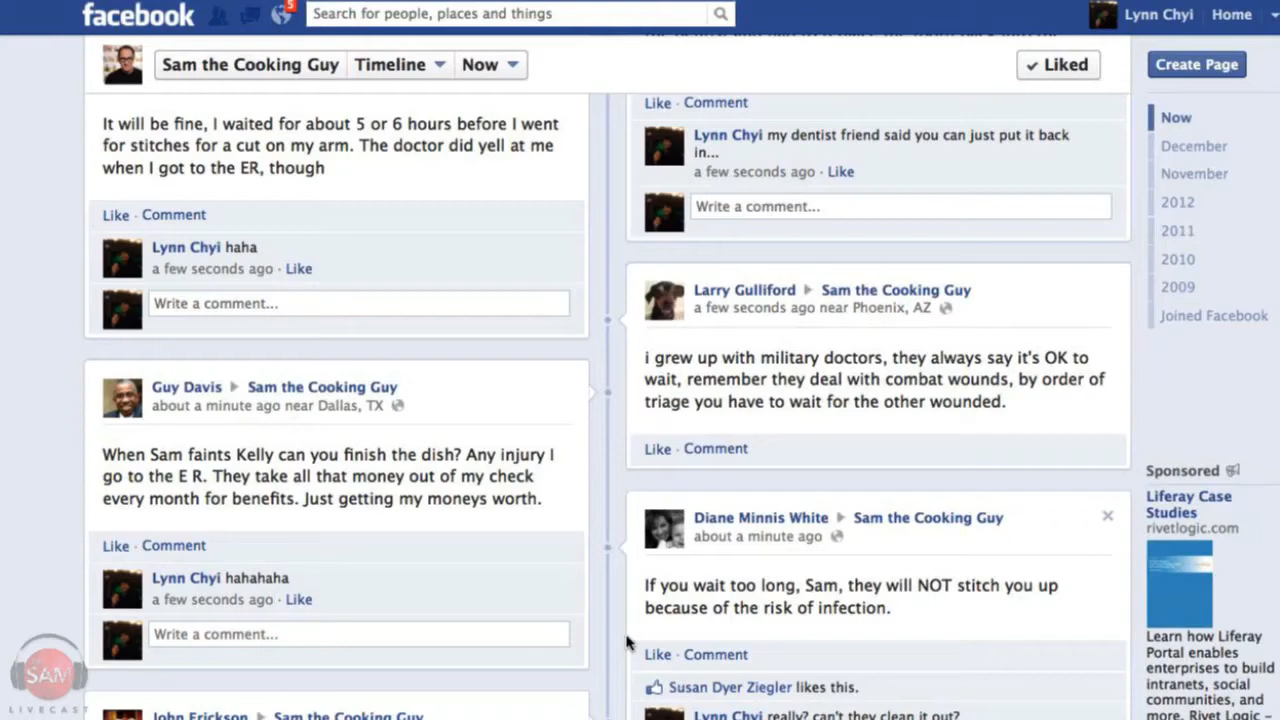 facebook
5
Search for people, places and things
Lynn Chyi Home
Sam the Cooking Guy Timeline Now
Liked
Create Page
It will be fine, I waited for about 5 or 6 hours before I went
for stitches for a cut on my arm. The doctor did yell at me
when I got to the ER, though
Like · Comment
Lynn Chyi haha
a few seconds ago · Like
Write a comment...
Guy Davis Sam the Cooking Guy
about a minute ago near Dallas, TX
When Sam faints Kelly can you finish the dish? Any injury I
go to the E R. They take all that money out of my check
every month for benefits. Just getting my moneys worth.
Like · Comment
Lynn Chyi hahahaha
a few seconds ago · Like
Write a comment...
John Erickson Sam the Cooking Guy
Like · Comment
Lynn Chyi my dentist friend said you can just put it back
in...
a few seconds ago · Like
Write a comment...
Larry Gulliford Sam the Cooking Guy
a few seconds ago near Phoenix, AZ
i grew up with military doctors, they always say it's OK to
wait, remember they deal with combat wounds, by order of
triage you have to wait for the other wounded.
Like · Comment
Diane Minnis White Sam the Cooking Guy
about a minute ago
If you wait too long, Sam, they will NOT stitch you up
because of the risk of infection.
Like · Comment
Susan Dyer Ziegler likes this.
Lynn Chyi really? can't they clean it out?
Now
December
November
2012
2011
2010
2009
Joined Facebook
Sponsored
Liferay Case
Studies
rivetlogic.com
Learn how Liferay
Portal enables
enterprises to build
intranets, social
communities, and
more. Rivet Logic -
SAM
LIVECAST